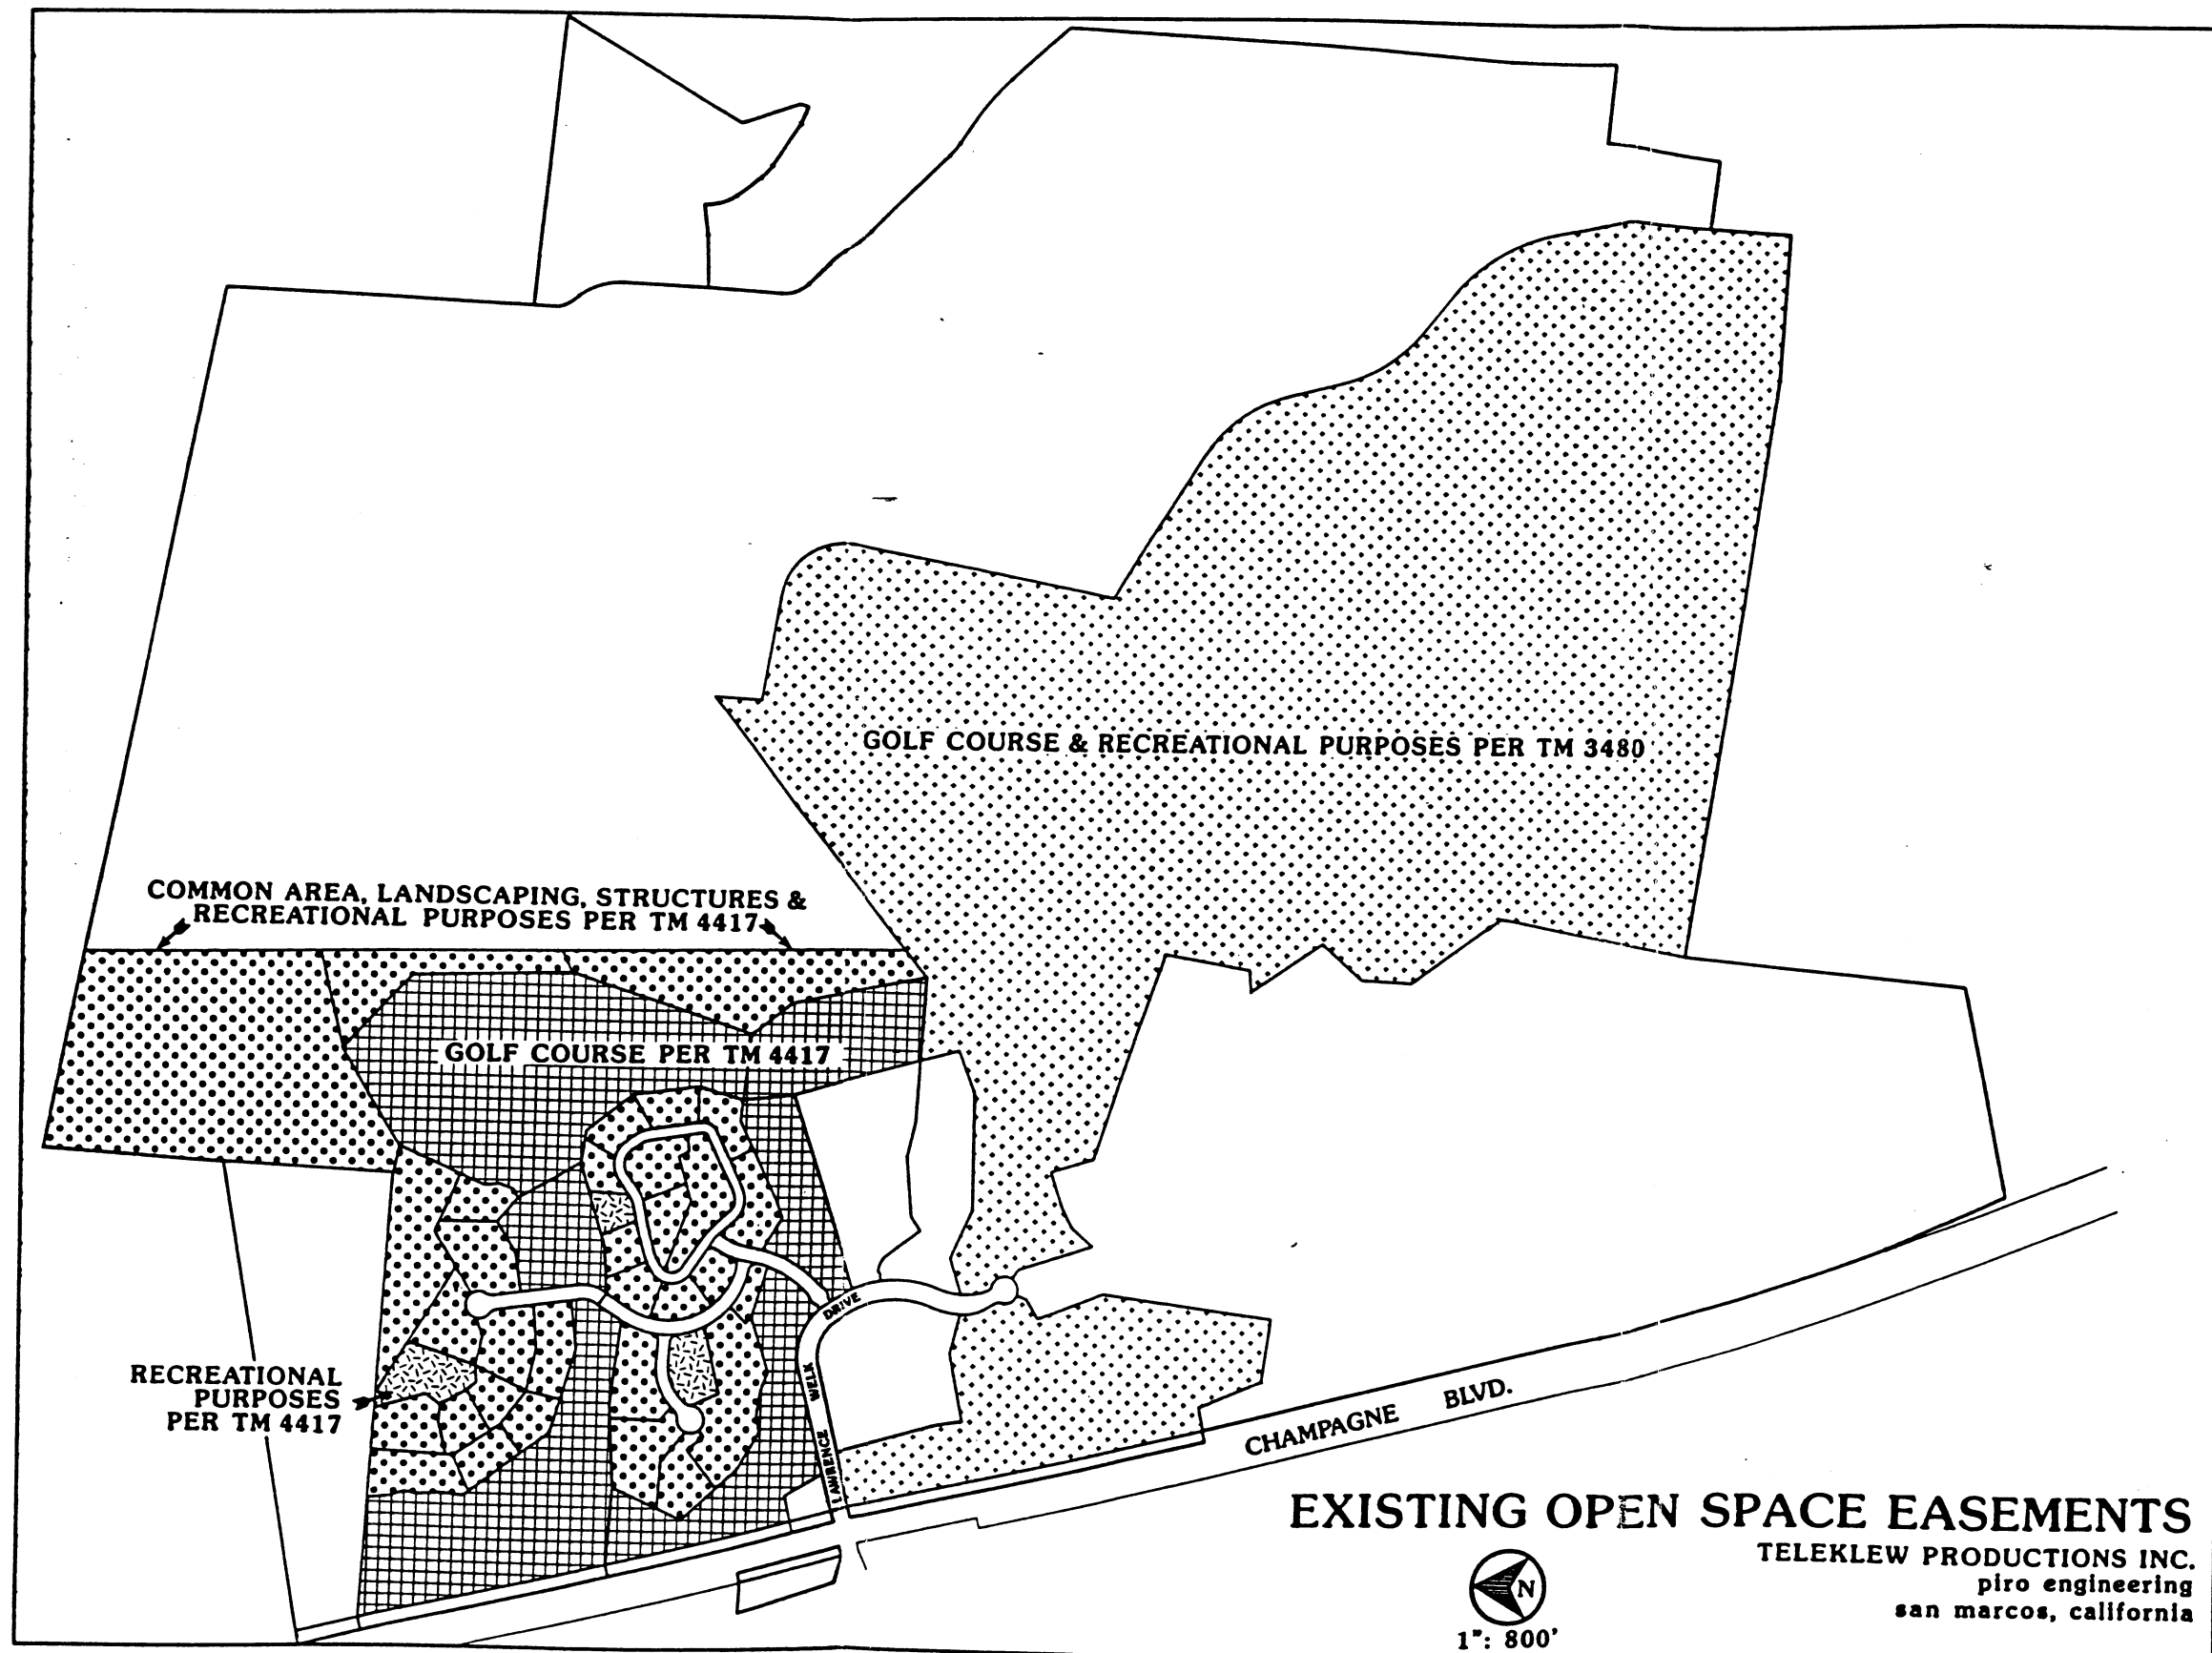 GOLF COURSE & RECREATIONAL PURPOSES PER TM 3480
COMMON AREA, LANDSCAPING, STRUCTURES &
RECREATIONAL PURPOSES PER TM 4417
GOLF COURSE PER TM 4417
RECREATIONAL
PURPOSES
PER TM 4417
LAWRENCE WELK DRIVE
CHAMPAGNE BLVD.
EXISTING OPEN SPACE EASEMENTS
TELEKLEW PRODUCTIONS INC.
piro engineering
san marcos, california
N
1": 800'